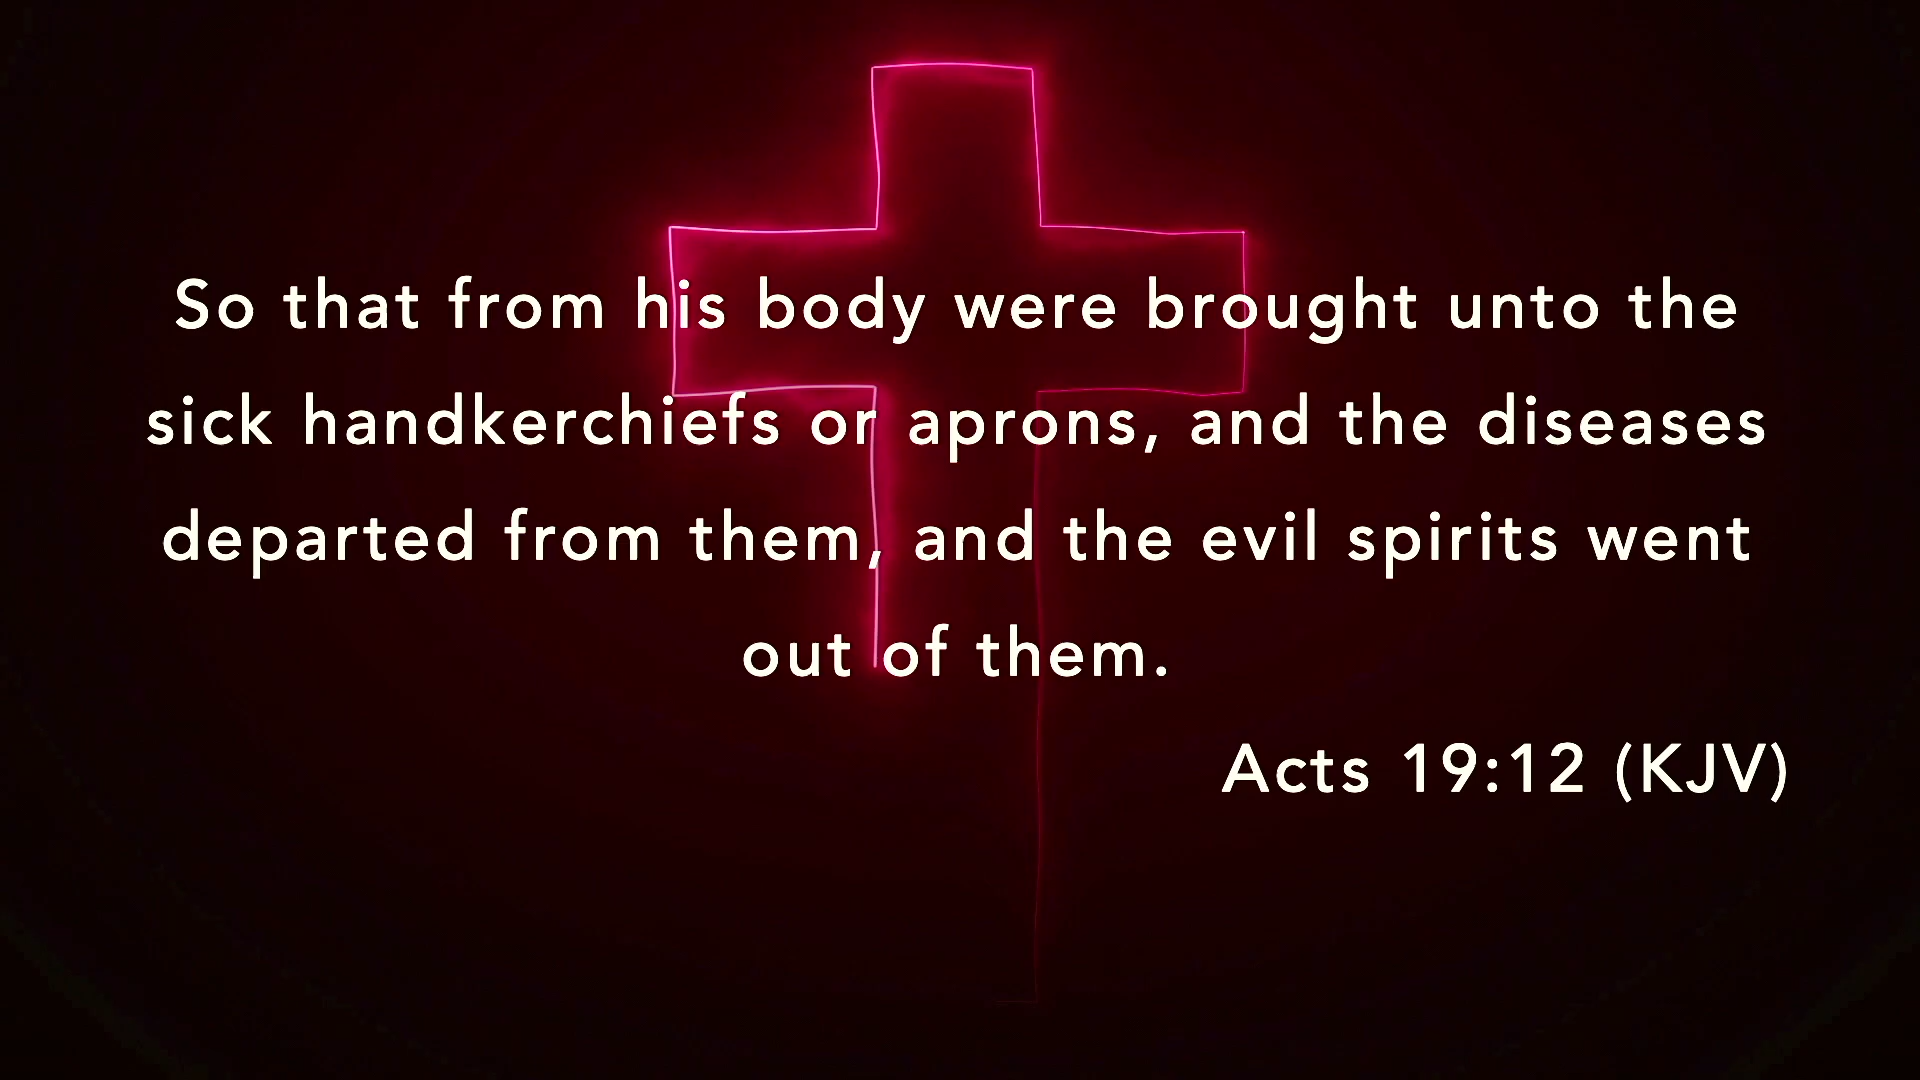 So that from his body were brought unto the
sick handkerchiefs or aprons, and the diseases
departed from them, and the evil spirits went
out of them.
Acts 19:12 (KJV)